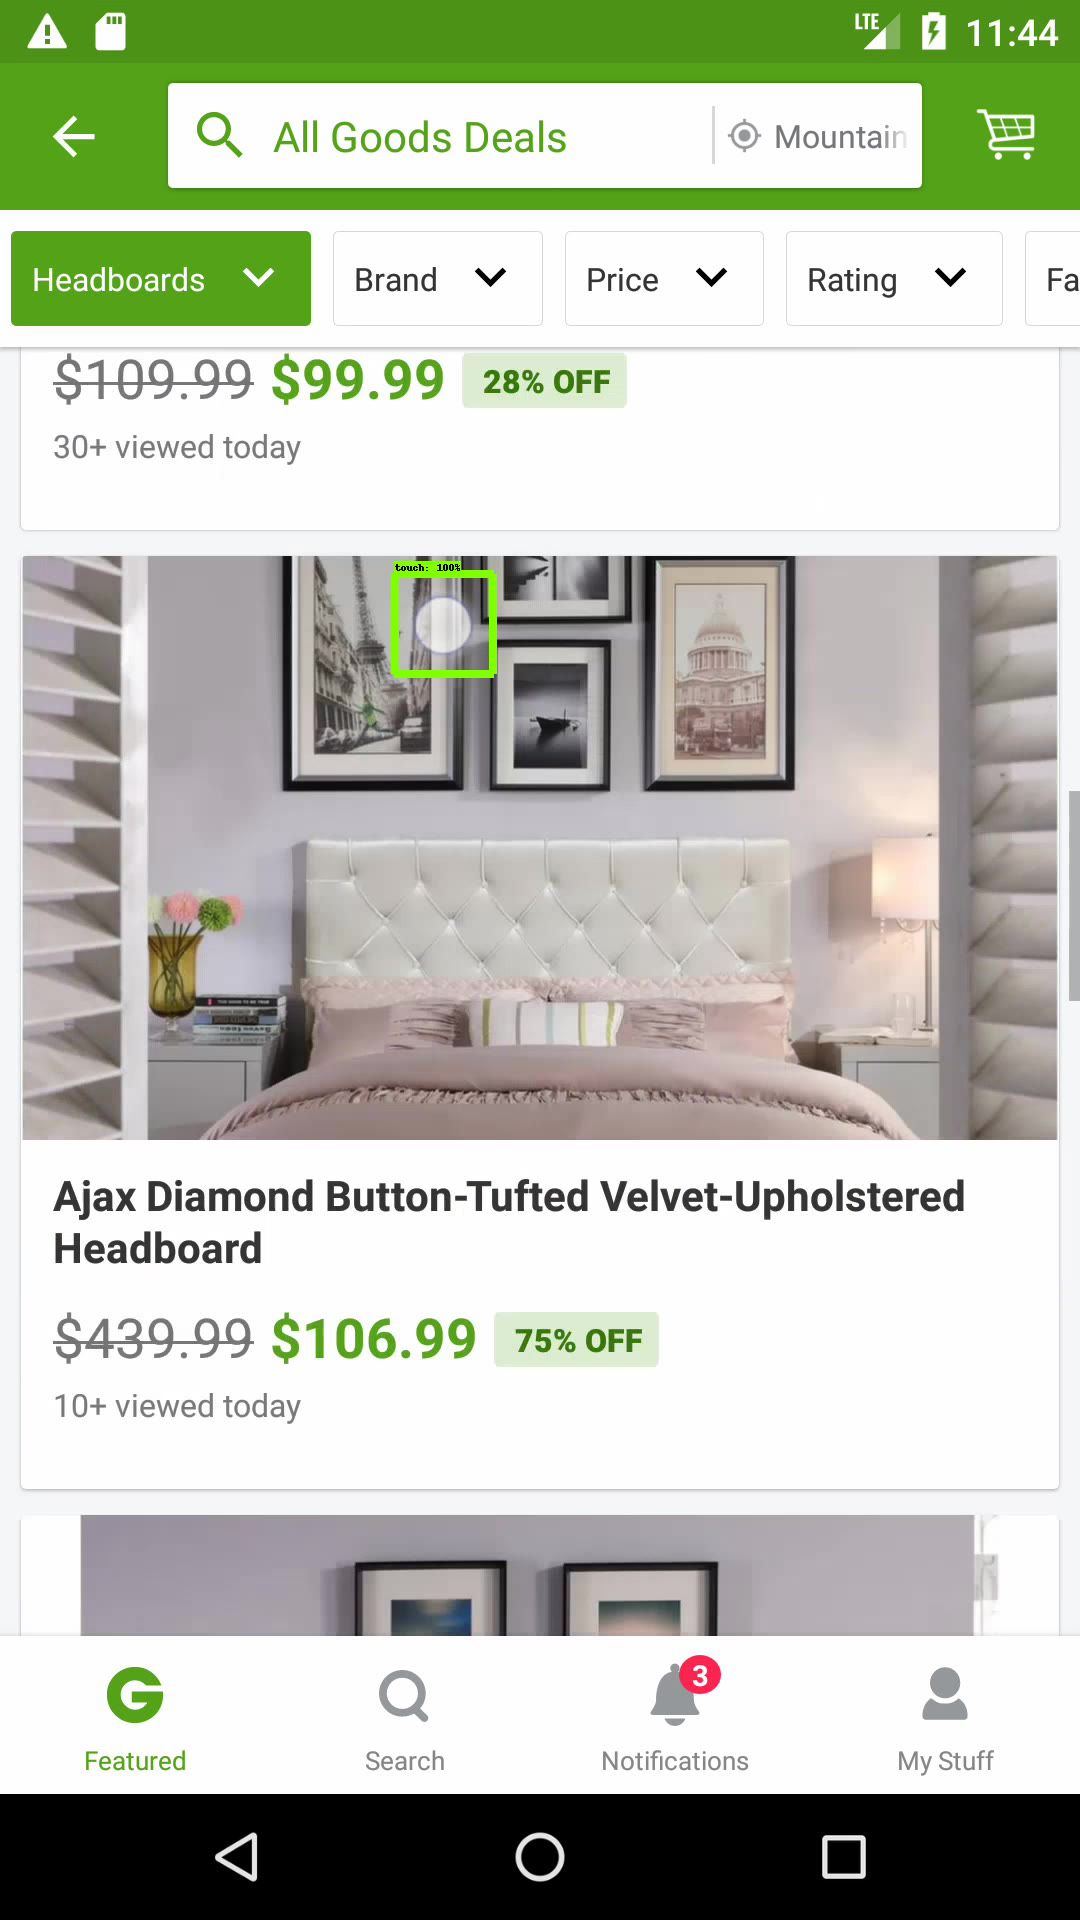 LTE 11:44
All Goods Deals Mountain
Headboards Brand Price Rating Fa
$109.99 $99.99 28% OFF
30+ viewed today
touch: 100%
Ajax Diamond Button-Tufted Velvet-Upholstered
Headboard
$439.99 $106.99 75% OFF
10+ viewed today
3
Featured Search Notifications My Stuff